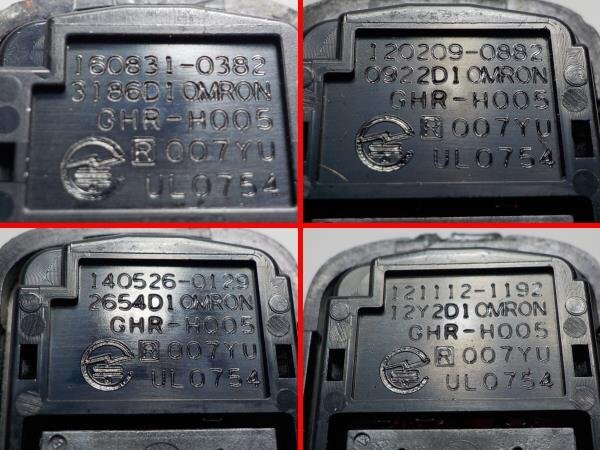 160831-0382
3186D1 OMRON
GHR-H005
R 007YU
UL0754
120209-0882
0922D1 OMRON
GHR-H005
R 007YU
UL0754
140526-0129
2654D1 OMRON
GHR-H005
R 007YU
UL0754
121112-1192
12Y2D1 OMRON
GHR-H005
R 007YU
UL0754